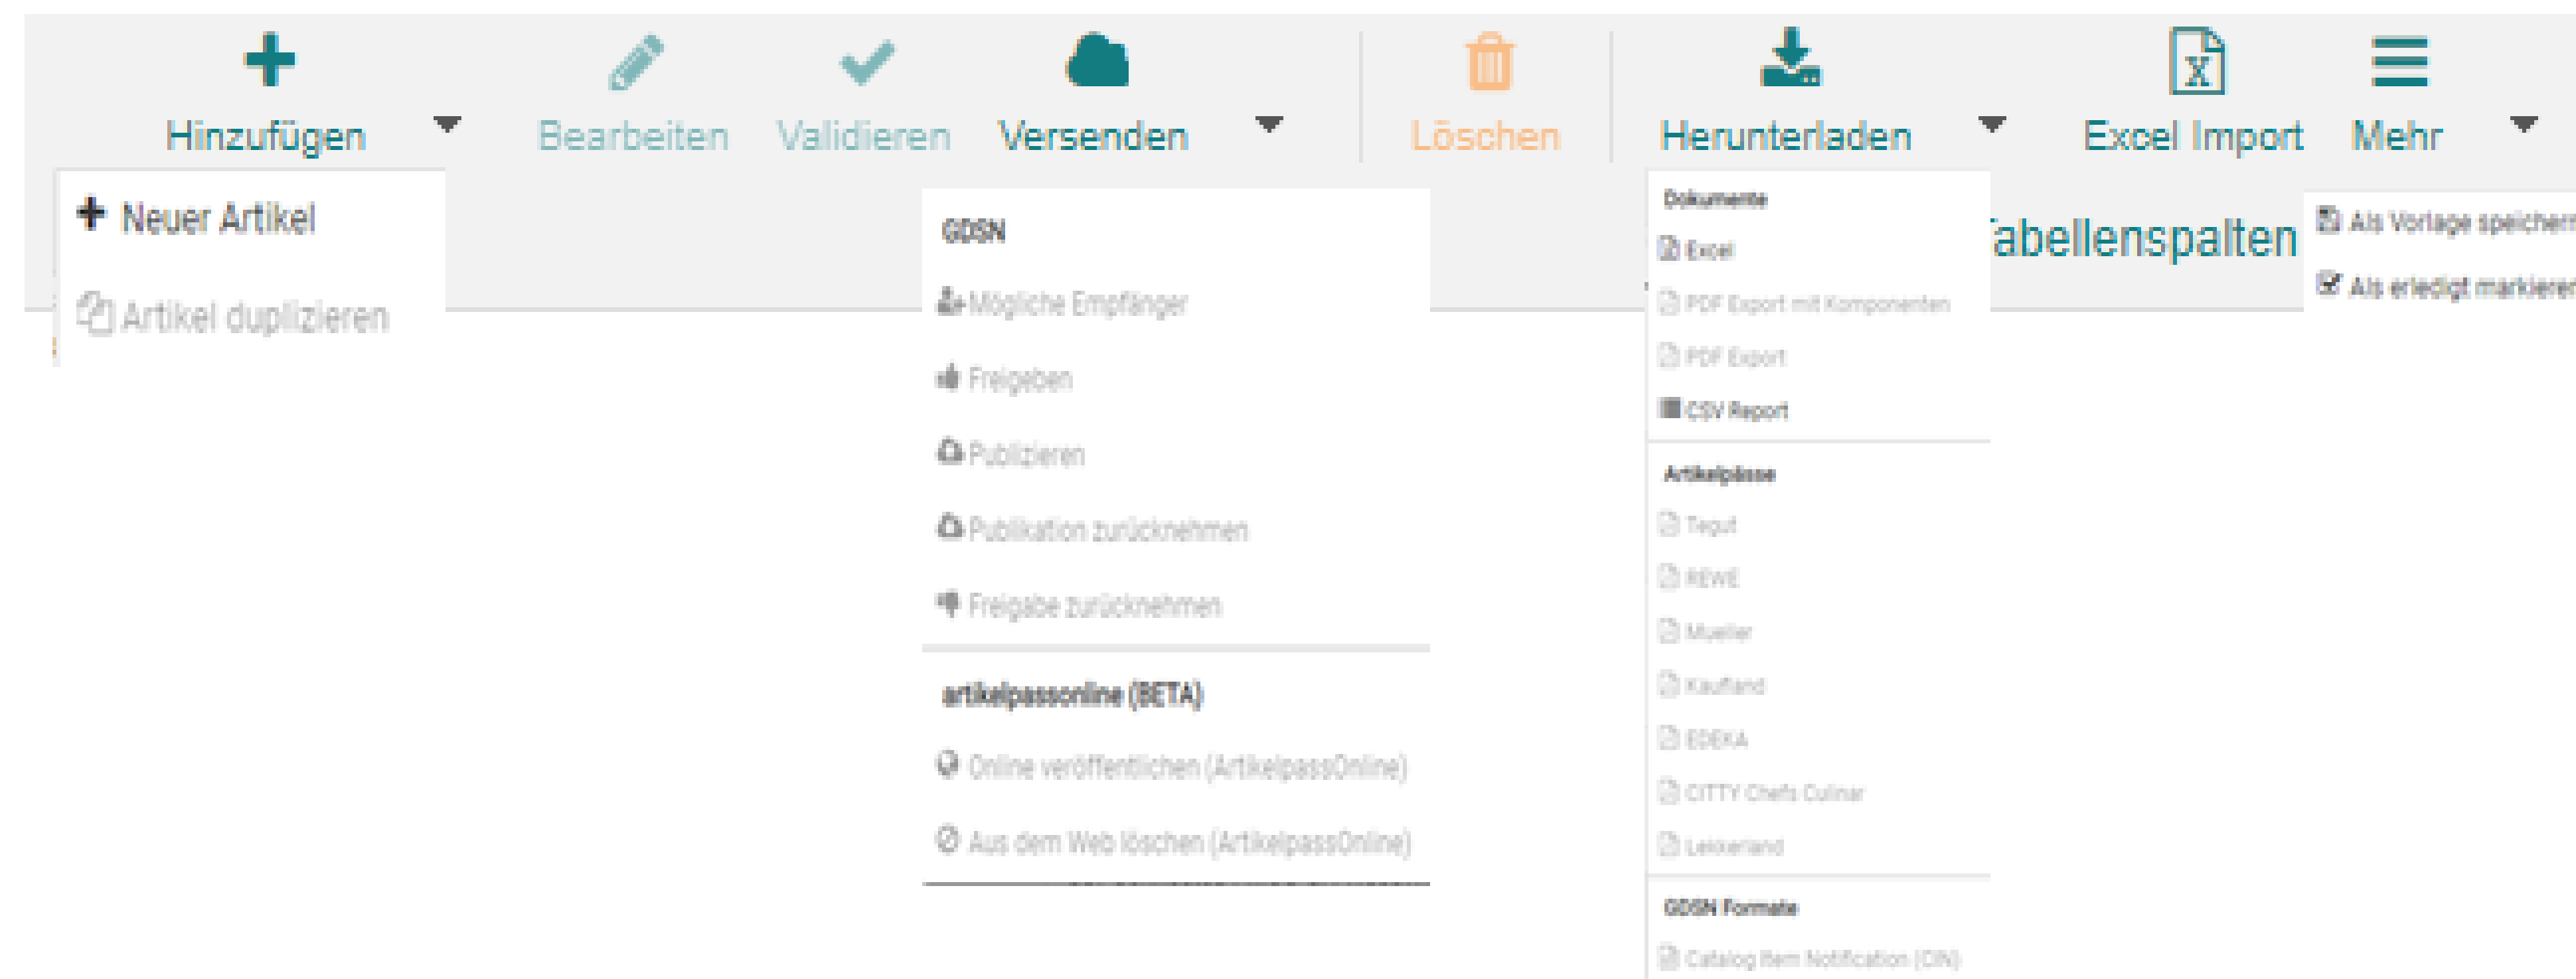 Hinzufügen Bearbeiten Validieren Versenden Löschen Herunterladen Excel Import Mehr
Neuer Artikel
Artikel duplizieren
GDSN
Mögliche Empfänger
Freigeben
Publizieren
Publikation zurücknehmen
Freigabe zurücknehmen
artikelpassonline (BETA)
Online veröffentlichen (ArtikelpassOnline)
Aus dem Web löschen (ArtikelpassOnline)
Dokumente
Excel
PDF Export mit Komponenten
PDF Export
CSV Report
Artikelpässe
Tegut
REWE
Mueller
Kaufland
EDEKA
CITTY Chefs Culinar
Lekkerland
GDSN Formate
Catalog Item Notification (CIN)
abellenspalten
Als Vorlage speichern
Als erledigt markieren